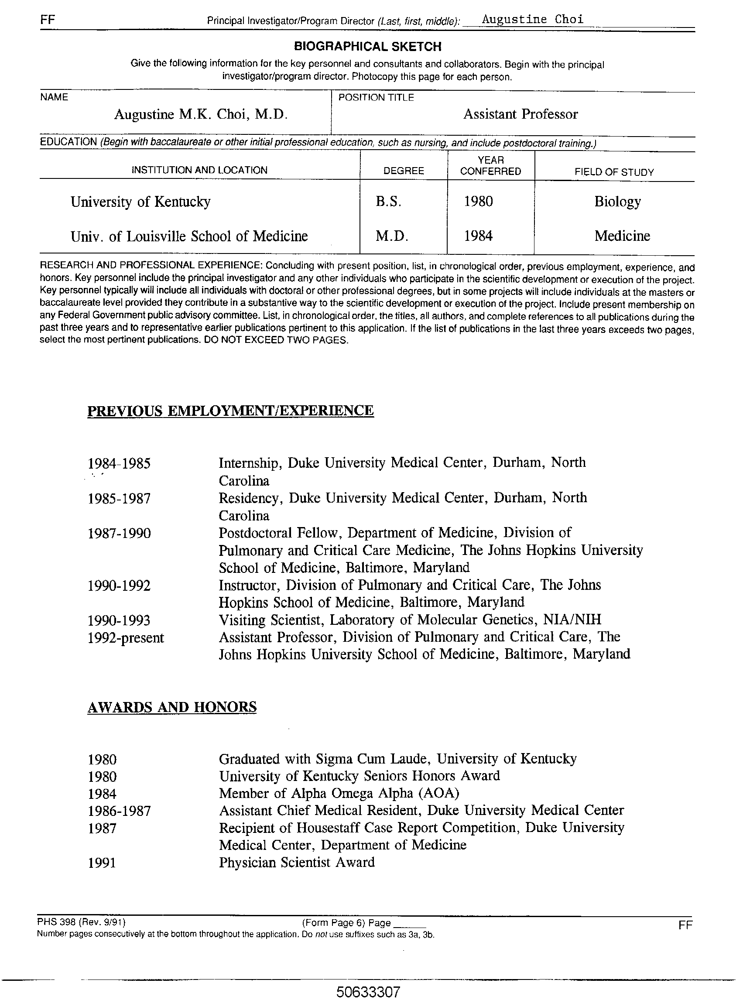 FF Principal Investigator/Program Director (Last, first, middle): Augustine Choi
BIOGRAPHICAL SKETCH
Give the following information for the key personnel and consultants and collaborators. Begin with the principal
investigator/program director. Photocopy this page for each person.
NAME POSITION TITLE
Augustine M.K. Choi, M.D. Assistant Professor
EDUCATION (Begin with baccalaureate or other initial professional education, such as nursing, and include postdoctoral training.)
INSTITUTION AND LOCATION DEGREE YEAR CONFERRED FIELD OF STUDY
University of Kentucky B.S. 1980 Biology
Univ. of Louisville School of Medicine M.D. 1984 Medicine
RESEARCH AND PROFESSIONAL EXPERIENCE: Concluding with present position, list, in chronological order, previous employment, experience, and
honors. Key personnel include the principal investigator and any other individuals who participate in the scientific development or execution of the project.
Key personnel typically will include all individuals with doctoral or other professional degrees, but in some projects will include individuals at the masters or
baccalaureate level provided they contribute in a substantive way to the scientific development or execution of the project. Include present membership on
any Federal Government public advisory committee. List, in chronological order, the titles, all authors, and complete references to all publications during the
past three years and to representative earlier publications pertinent to this application. If the list of publications in the last three years exceeds two pages,
select the most pertinent publications. DO NOT EXCEED TWO PAGES.
PREVIOUS EMPLOYMENT/EXPERIENCE
1984-1985 Internship, Duke University Medical Center, Durham, North
Carolina
1985-1987 Residency, Duke University Medical Center, Durham, North
Carolina
1987-1990 Postdoctoral Fellow, Department of Medicine, Division of
Pulmonary and Critical Care Medicine, The Johns Hopkins University
School of Medicine, Baltimore, Maryland
1990-1992 Instructor, Division of Pulmonary and Critical Care, The Johns
Hopkins School of Medicine, Baltimore, Maryland
1990-1993 Visiting Scientist, Laboratory of Molecular Genetics, NIA/NIH
1992-present Assistant Professor, Division of Pulmonary and Critical Care, The
Johns Hopkins University School of Medicine, Baltimore, Maryland
AWARDS AND HONORS
1980 Graduated with Sigma Cum Laude, University of Kentucky
1980 University of Kentucky Seniors Honors Award
1984 Member of Alpha Omega Alpha (AOA)
1986-1987 Assistant Chief Medical Resident, Duke University Medical Center
1987 Recipient of Housestaff Case Report Competition, Duke University
Medical Center, Department of Medicine
1991 Physician Scientist Award
PHS 398 (Rev. 9/91) (Form Page 6) Page ______ FF
Number pages consecutively at the bottom throughout the application. Do not use suffixes such as 3a, 3b.
50633307